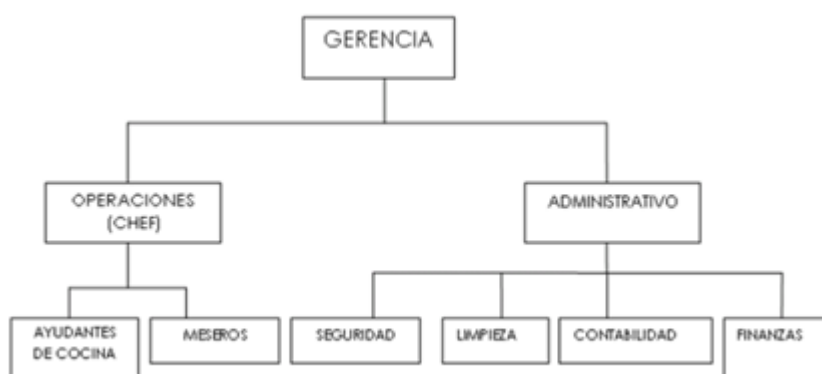 GERENCIA
OPERACIONES
(CHEF)
ADMINISTRATIVO
AYUDANTES
DE COCINA
MESEROS
SEGURIDAD
LIMPIEZA
CONTABILIDAD
FINANZAS